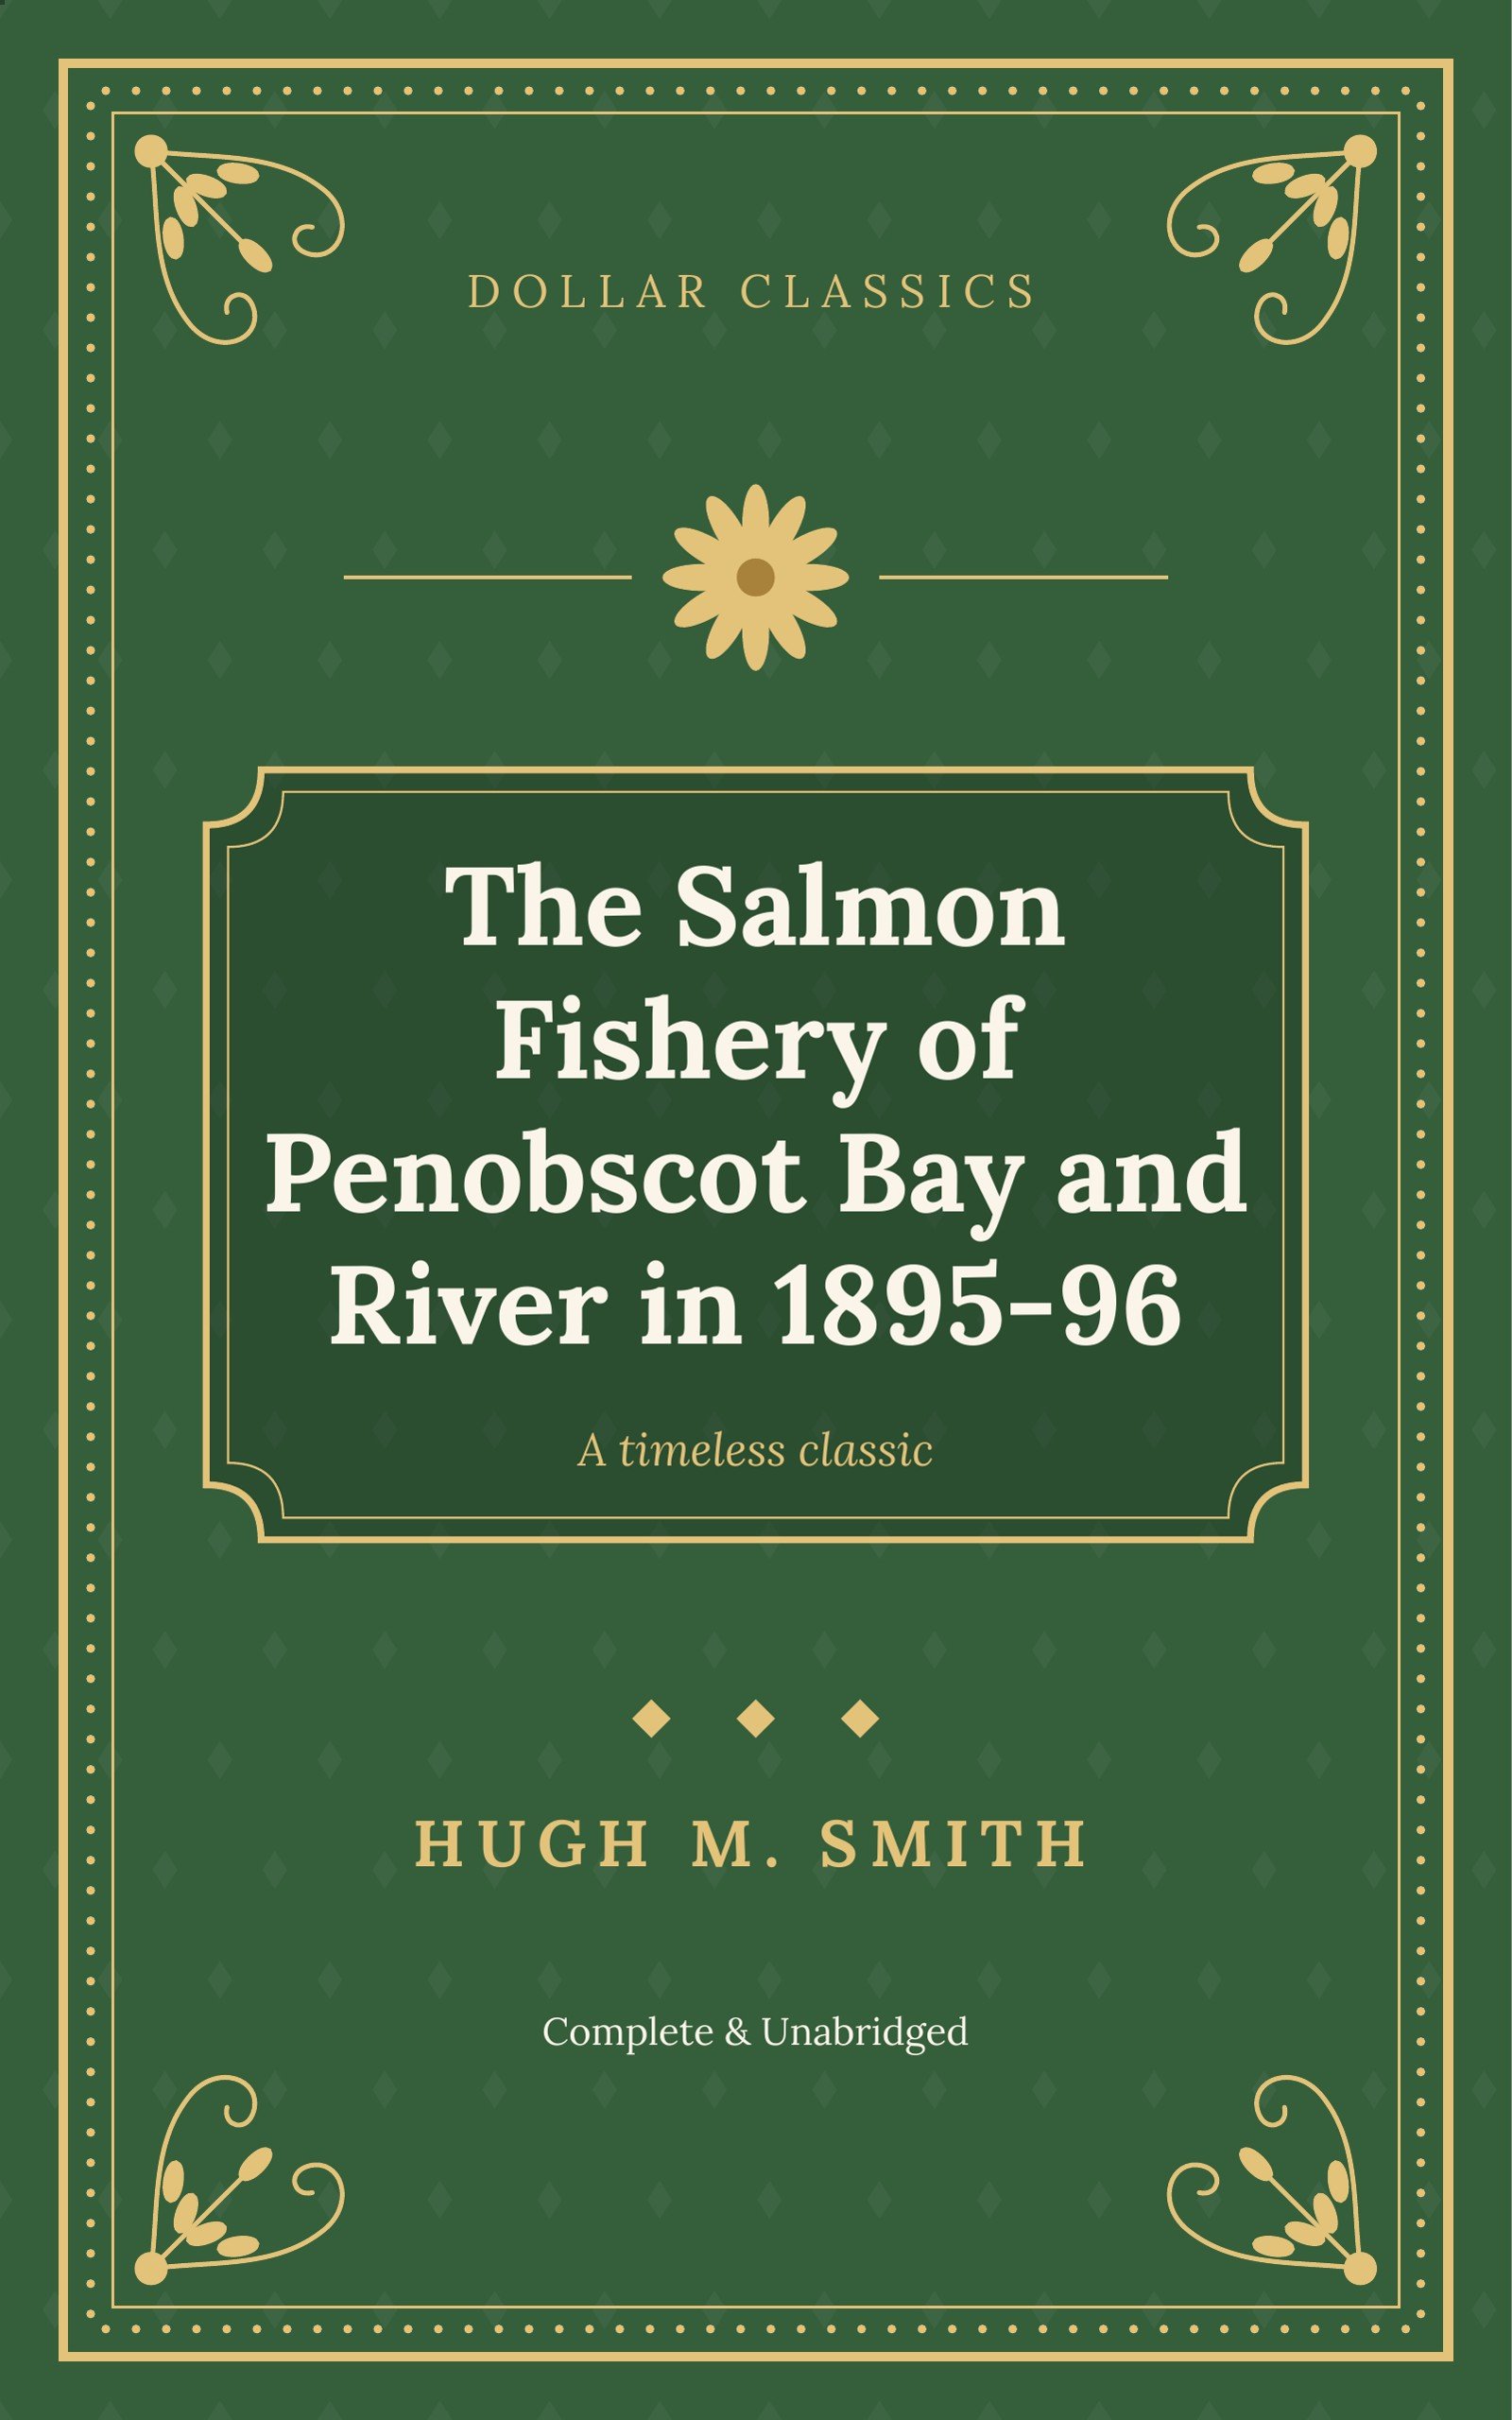 DOLLAR CLASSICS
The Salmon
Fishery of
Penobscot Bay and
River in 1895–96
A timeless classic
HUGH M. SMITH
Complete & Unabridged